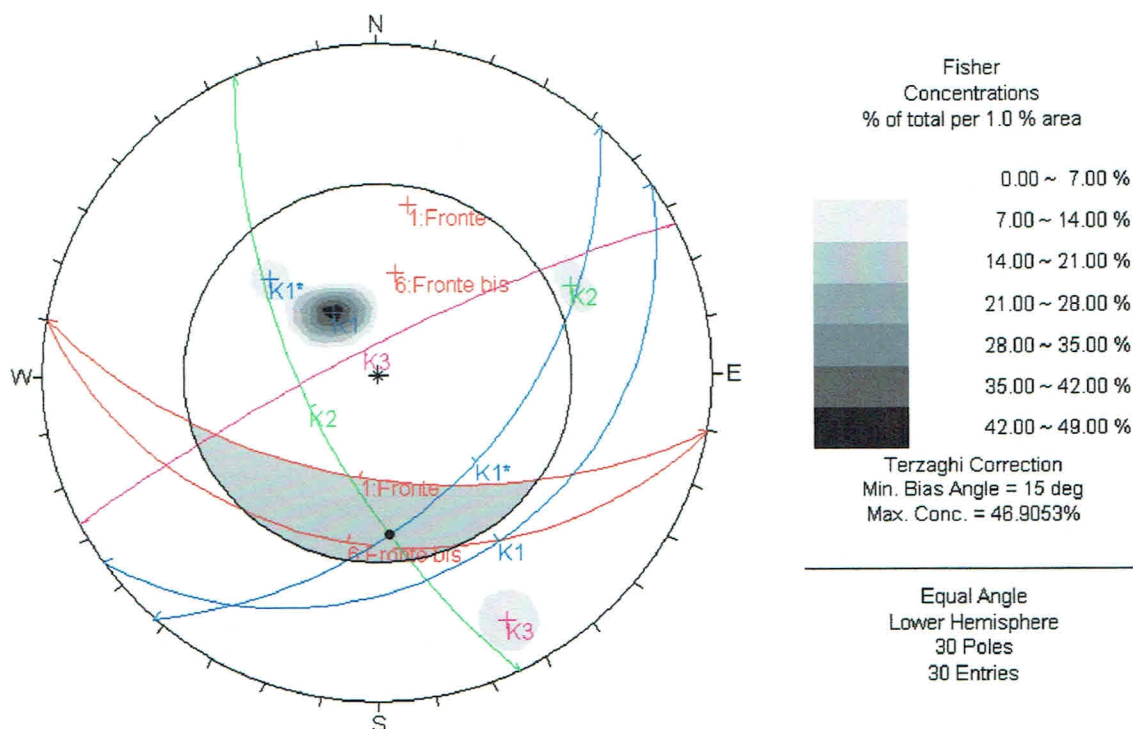 N
1:Fronte
6:Fronte bis
K1*
K2
K1
K3
W
E
K2
K1*
1:Fronte
6:Fronte bis
K1
K3
S
Fisher
Concentrations
% of total per 1.0 % area
0.00 ~ 7.00 %
7.00 ~ 14.00 %
14.00 ~ 21.00 %
21.00 ~ 28.00 %
28.00 ~ 35.00 %
35.00 ~ 42.00 %
42.00 ~ 49.00 %
Terzaghi Correction
Min. Bias Angle = 15 deg
Max. Conc. = 46.9053%
Equal Angle
Lower Hemisphere
30 Poles
30 Entries